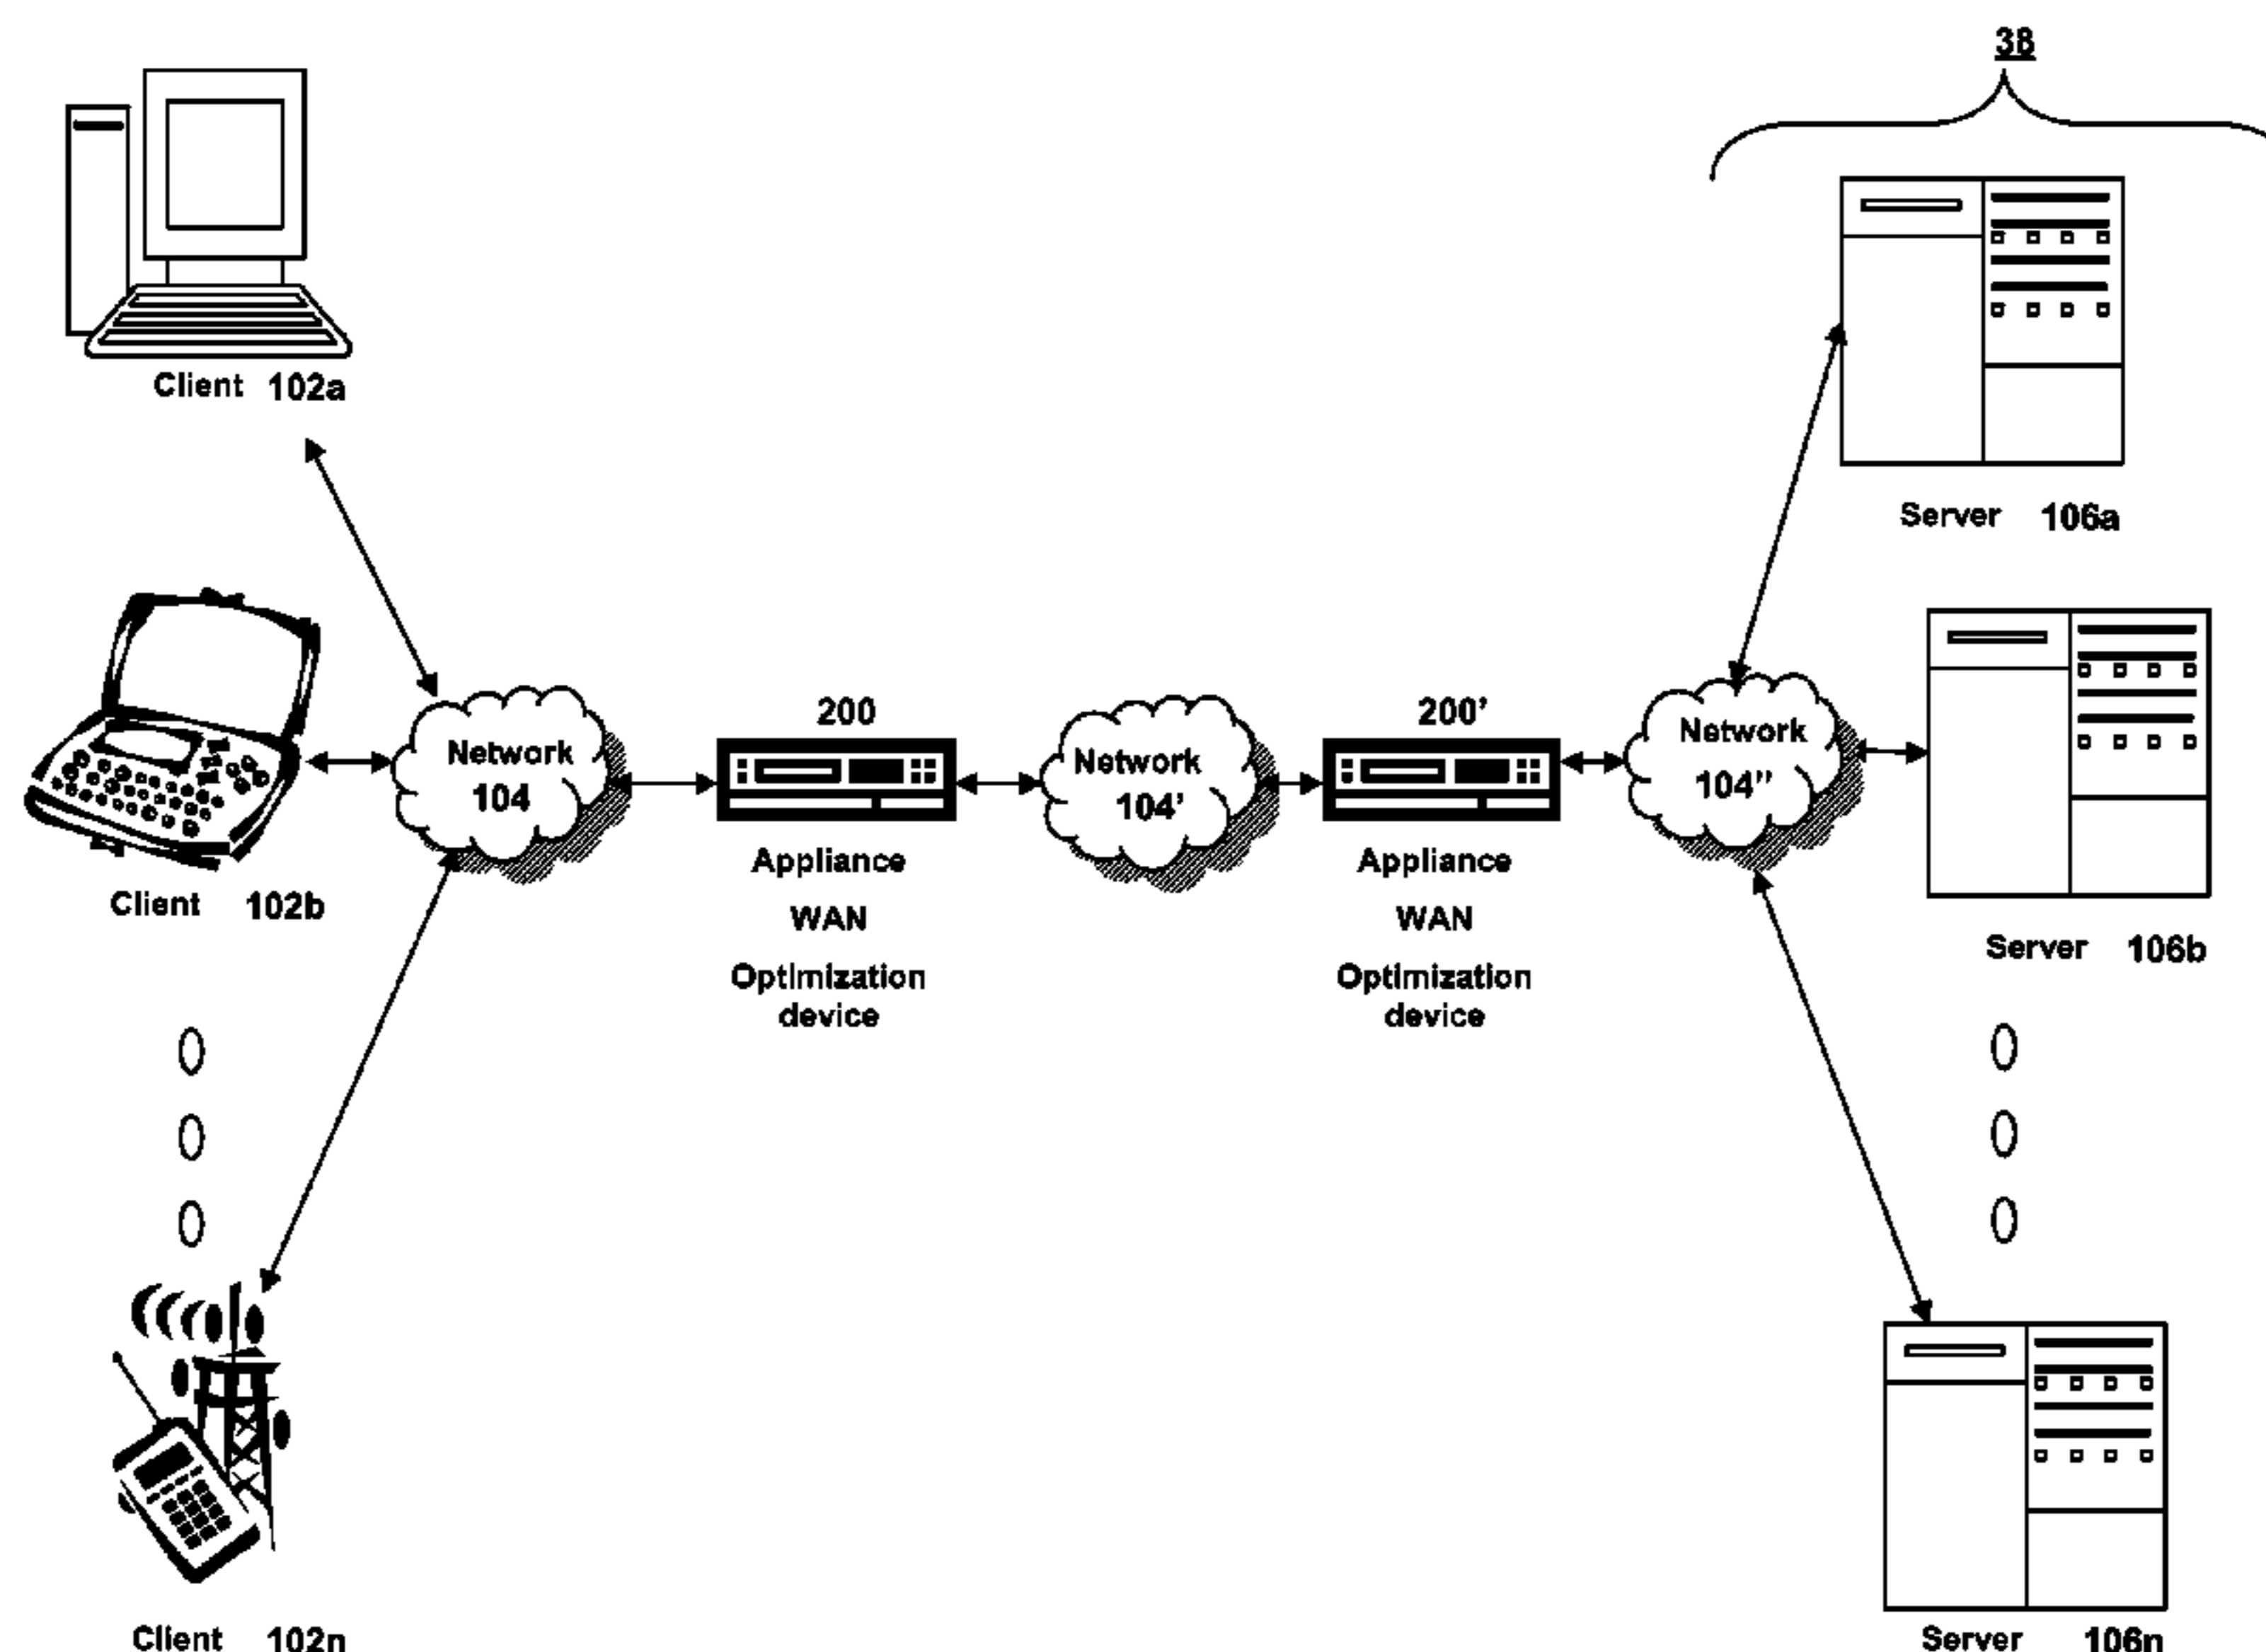 38
Client 102a
Server 106a
200
200'
Network
104
Network
104'
Network
104''
Appliance
WAN
Optimization
device
Appliance
WAN
Optimization
device
Client 102b
Server 106b
Client 102n
Server 106n